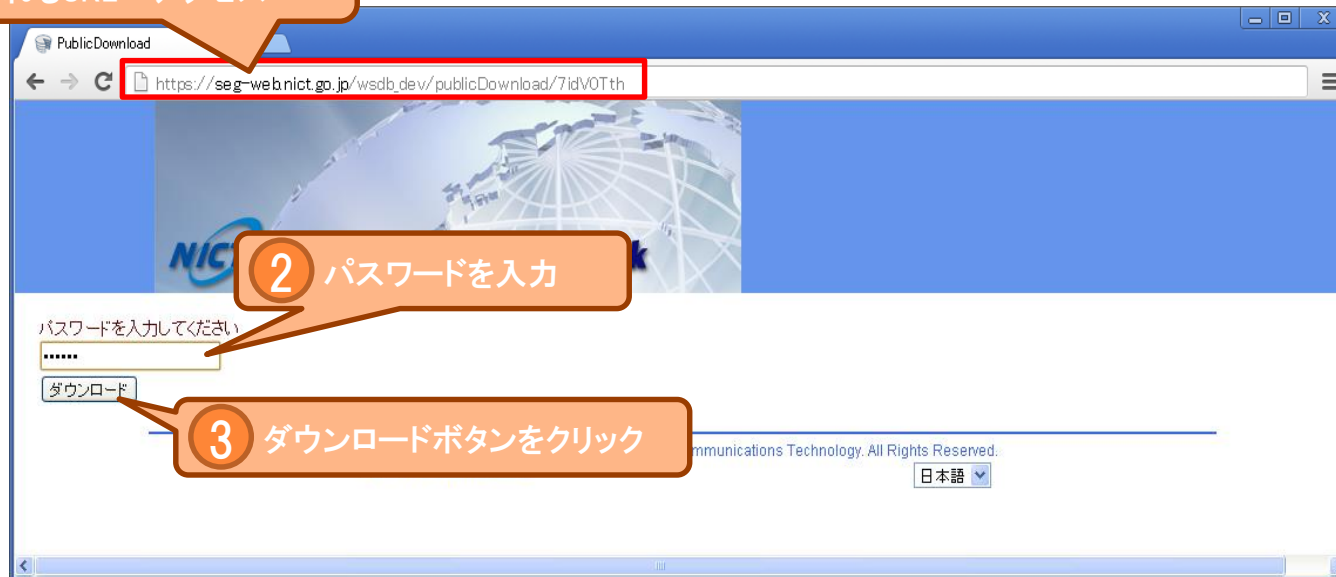 PublicDownload
https://seg-web.nict.go.jp/wsdb_dev/publicDownload/7idV0Tth
NICT
k
2 パスワードを入力
パスワードを入力してください
••••••
ダウンロード
3 ダウンロードボタンをクリック
mmunications Technology. All Rights Reserved.
日本語